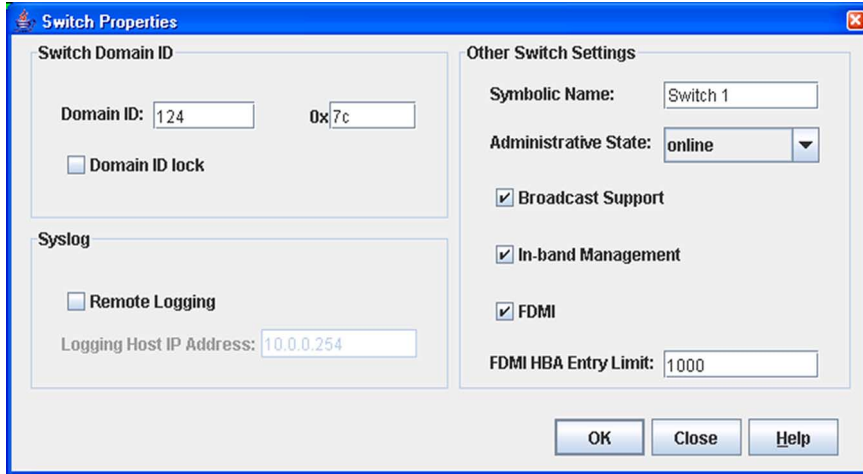 Switch Properties
Switch Domain ID
Domain ID: 124 0x 7c
Domain ID lock
Syslog
Remote Logging
Logging Host IP Address: 10.0.0.254
Other Switch Settings
Symbolic Name: Switch 1
Administrative State: online
Broadcast Support
In-band Management
FDMI
FDMI HBA Entry Limit: 1000
OK Close Help